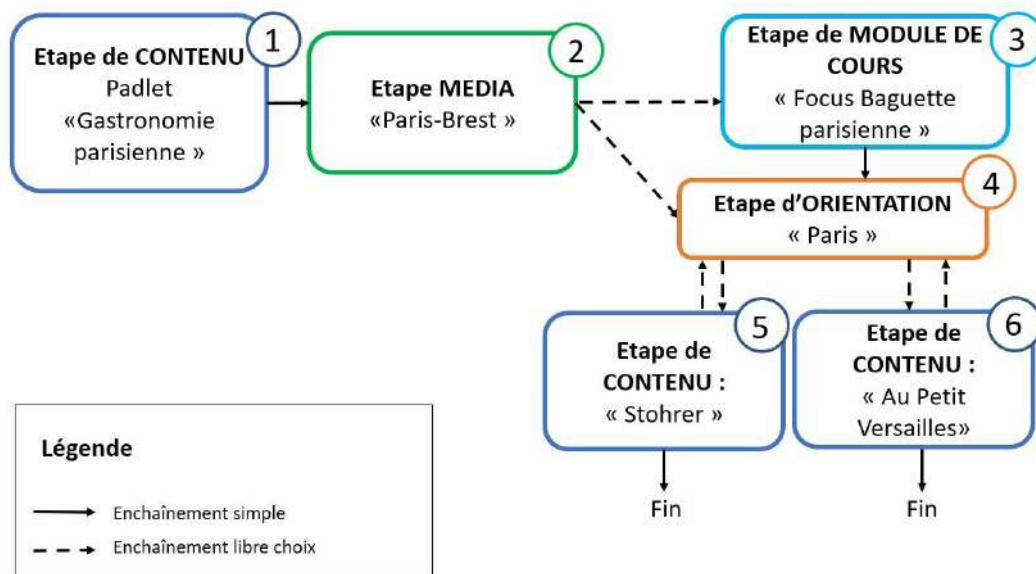 1
Etape de CONTENU
Padlet
«Gastronomie
parisienne »
2
Etape MEDIA
«Paris-Brest »
3
Etape de MODULE DE
COURS
« Focus Baguette
parisienne »
4
Etape d’ORIENTATION
« Paris »
5
Etape de
CONTENU :
« Stohrer »
Fin
6
Etape de
CONTENU :
« Au Petit
Versailles»
Fin
Légende
Enchaînement simple
Enchaînement libre choix